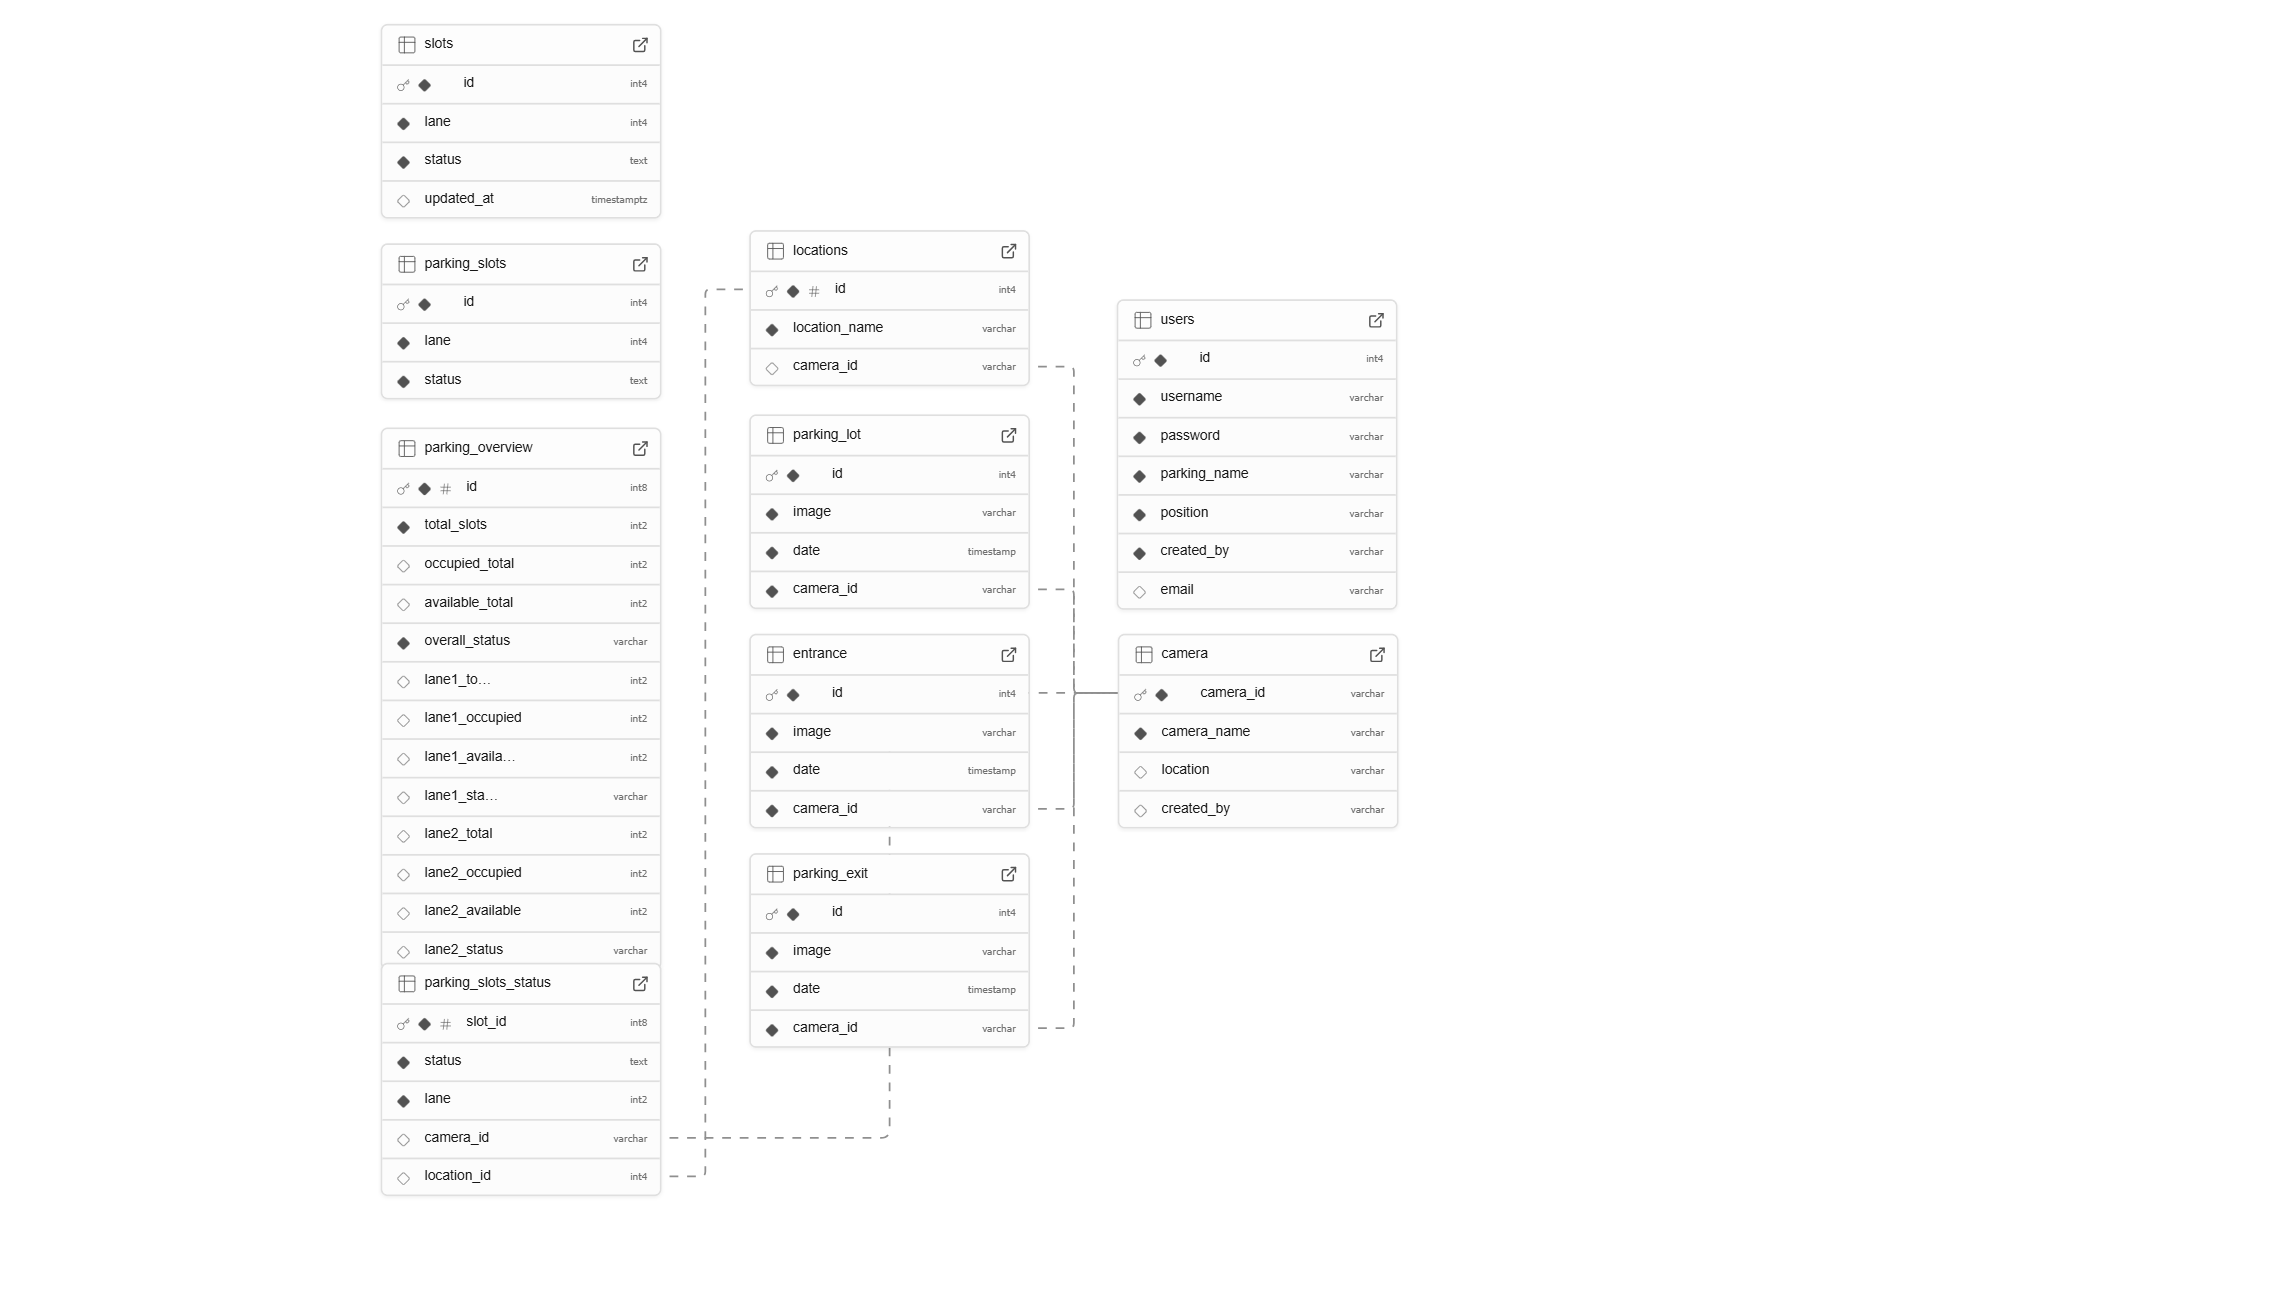 slots
id int4
lane int4
status text
updated_at timestamptz
parking_slots
id int4
lane int4
status text
parking_overview
# id int8
total_slots int2
occupied_total int2
available_total int2
overall_status varchar
lane1_to... int2
lane1_occupied int2
lane1_availa... int2
lane1_sta... varchar
lane2_total int2
lane2_occupied int2
lane2_available int2
lane2_status varchar
parking_slots_status
# slot_id int8
status text
lane int2
camera_id varchar
location_id int4
locations
# id int4
location_name varchar
camera_id varchar
parking_lot
id int4
image varchar
date timestamp
camera_id varchar
entrance
id int4
image varchar
date timestamp
camera_id varchar
parking_exit
id int4
image varchar
date timestamp
camera_id varchar
users
id int4
username varchar
password varchar
parking_name varchar
position varchar
created_by varchar
email varchar
camera
camera_id varchar
camera_name varchar
location varchar
created_by varchar